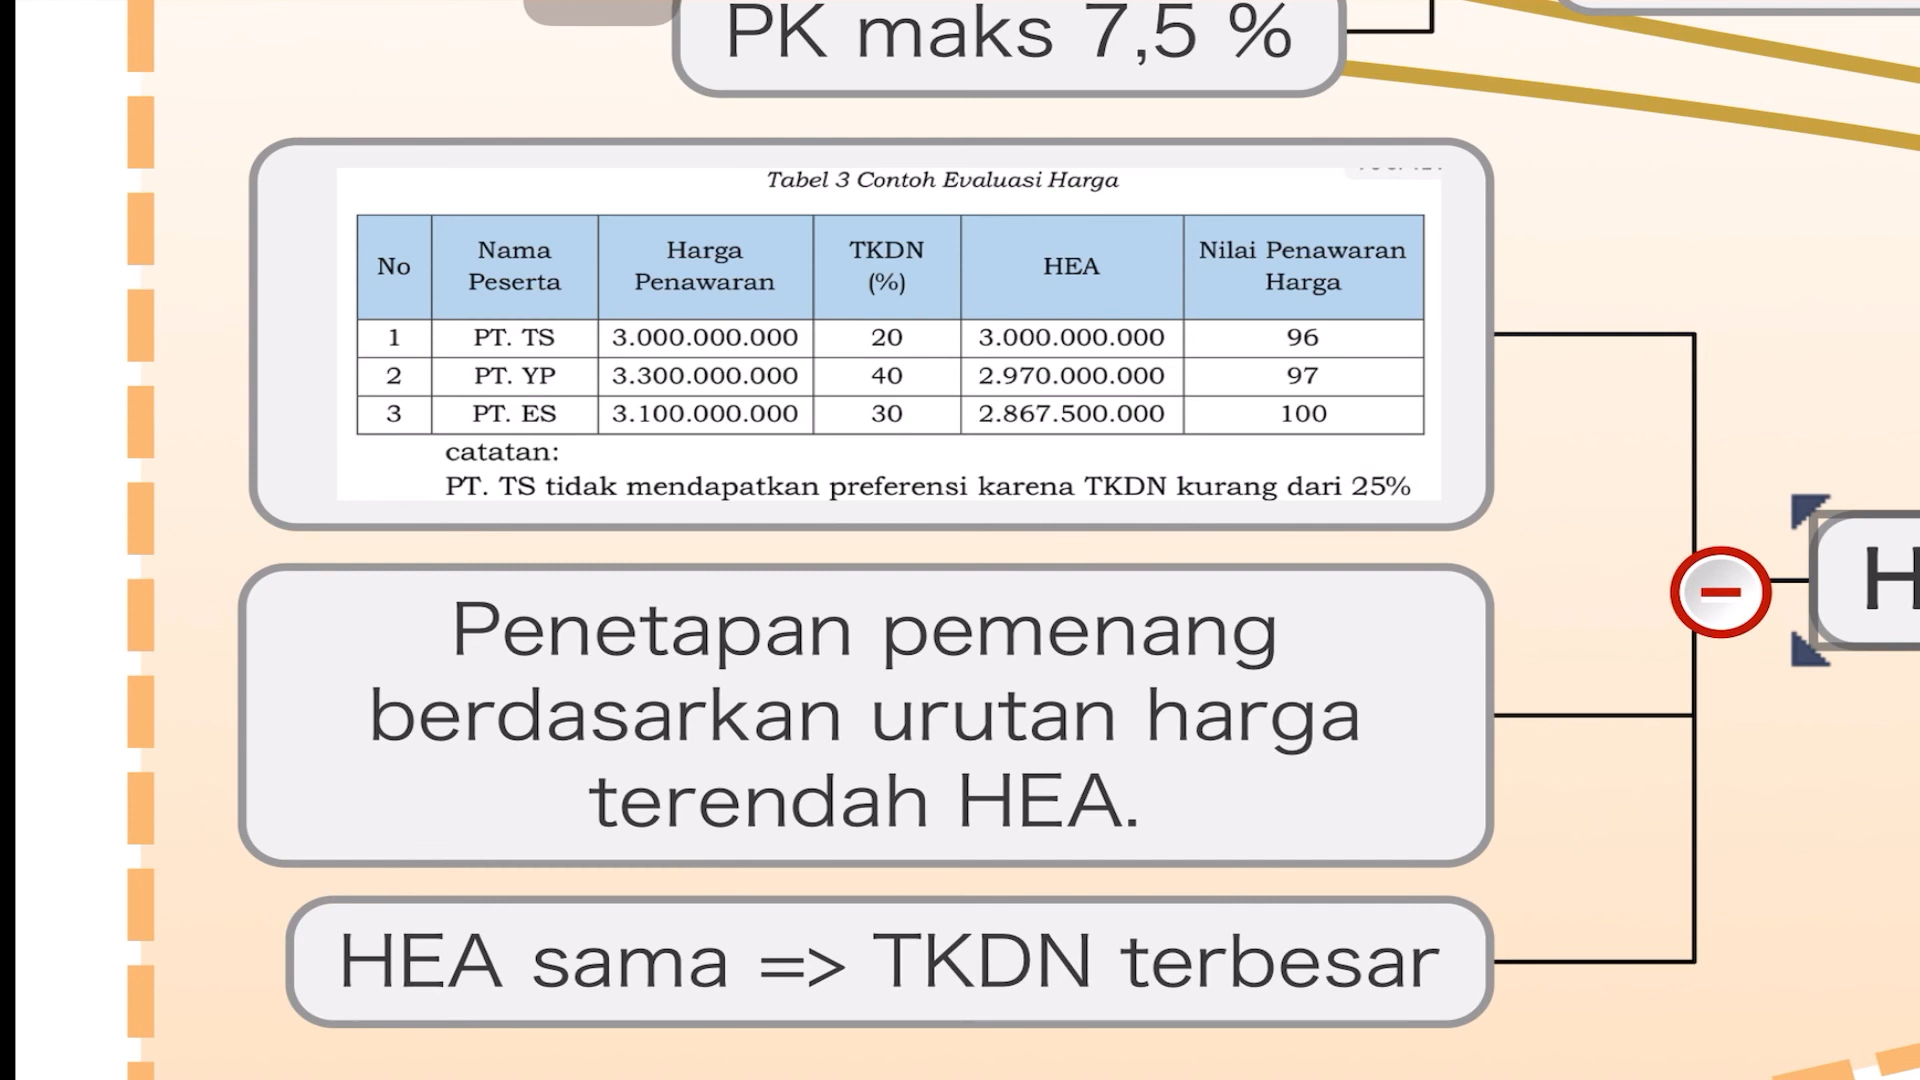 PK maks 7,5 %
Tabel 3 Contoh Evaluasi Harga
No Nama Peserta Harga Penawaran TKDN (%) HEA Nilai Penawaran Harga
1 PT. TS 3.000.000.000 20 3.000.000.000 96
2 PT. YP 3.300.000.000 40 2.970.000.000 97
3 PT. ES 3.100.000.000 30 2.867.500.000 100
catatan:
PT. TS tidak mendapatkan preferensi karena TKDN kurang dari 25%
Penetapan pemenang
berdasarkan urutan harga
terendah HEA.
HEA sama => TKDN terbesar
H